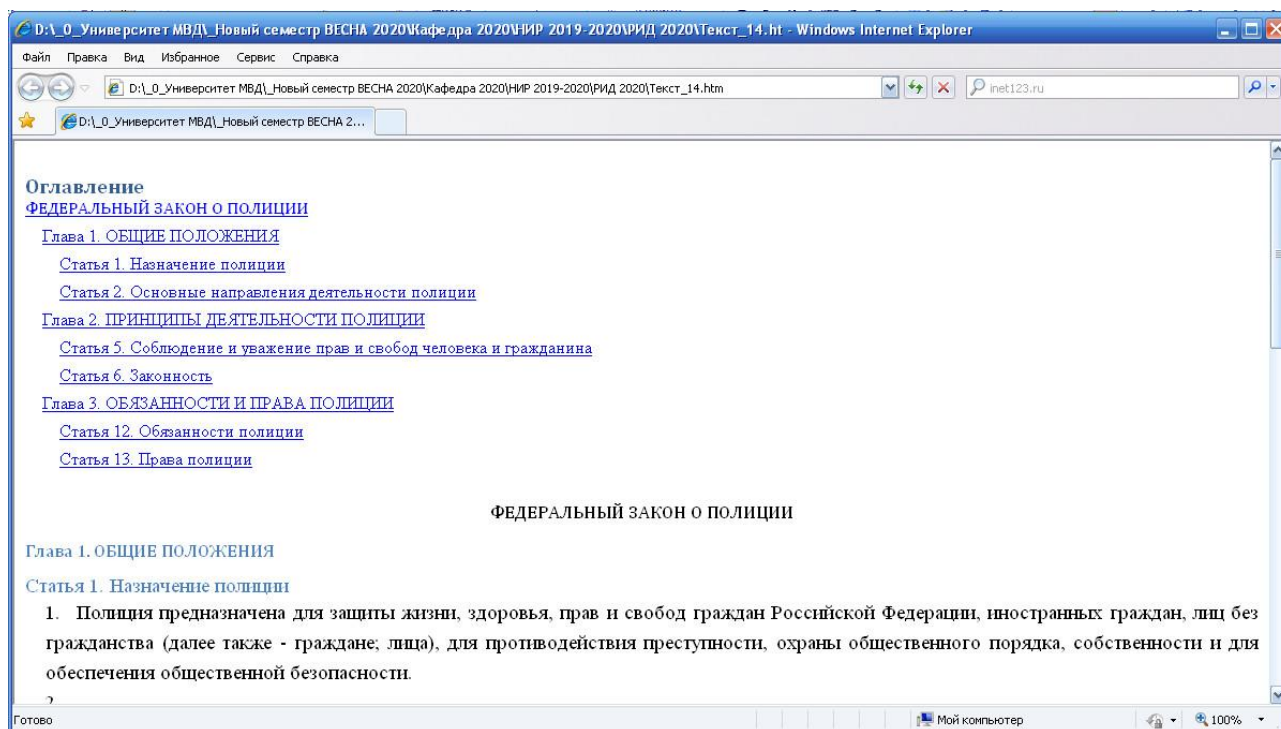 D:\_0_Университет МВД\_Новый семестр ВЕСНА 2020\Кафедра 2020\НИР 2019-2020\РИД 2020\Текст_14.ht - Windows Internet Explorer
Файл Правка Вид Избранное Сервис Справка
D:\_0_Университет МВД\_Новый семестр ВЕСНА 2020\Кафедра 2020\НИР 2019-2020\РИД 2020\Текст_14.htm inet123.ru
D:\_0_Университет МВД\_Новый семестр ВЕСНА 2...
Оглавление
ФЕДЕРАЛЬНЫЙ ЗАКОН О ПОЛИЦИИ
Глава 1. ОБЩИЕ ПОЛОЖЕНИЯ
Статья 1. Назначение полиции
Статья 2. Основные направления деятельности полиции
Глава 2. ПРИНЦИПЫ ДЕЯТЕЛЬНОСТИ ПОЛИЦИИ
Статья 5. Соблюдение и уважение прав и свобод человека и гражданина
Статья 6. Законность
Глава 3. ОБЯЗАННОСТИ И ПРАВА ПОЛИЦИИ
Статья 12. Обязанности полиции
Статья 13. Права полиции
ФЕДЕРАЛЬНЫЙ ЗАКОН О ПОЛИЦИИ
Глава 1. ОБЩИЕ ПОЛОЖЕНИЯ
Статья 1. Назначение полиции
1. Полиция предназначена для защиты жизни, здоровья, прав и свобод граждан Российской Федерации, иностранных граждан, лиц без
гражданства (далее также - граждане; лица), для противодействия преступности, охраны общественного порядка, собственности и для
обеспечения общественной безопасности.
Готово Мой компьютер 100%